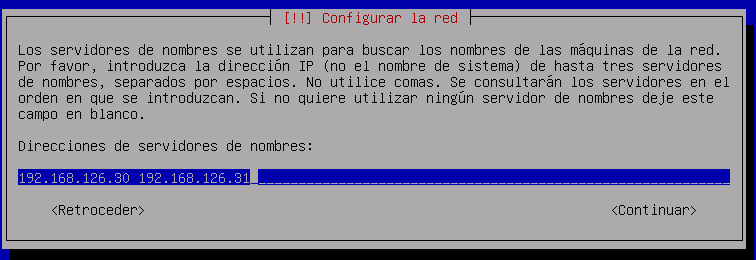 [!!] Configurar la red
Los servidores de nombres se utilizan para buscar los nombres de las máquinas de la red.
Por favor, introduzca la dirección IP (no el nombre de sistema) de hasta tres servidores
de nombres, separados por espacios. No utilice comas. Se consultarán los servidores en el
orden en que se introduzcan. Si no quiere utilizar ningún servidor de nombres deje este
campo en blanco.
Direcciones de servidores de nombres:
192.168.126.30 192.168.126.31
<Retroceder> <Continuar>